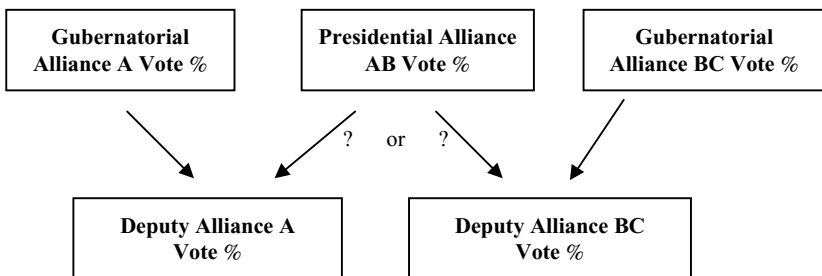 Gubernatorial
Alliance A Vote %
Presidential Alliance
AB Vote %
Gubernatorial
Alliance BC Vote %
? or ?
Deputy Alliance A
Vote %
Deputy Alliance BC
Vote %